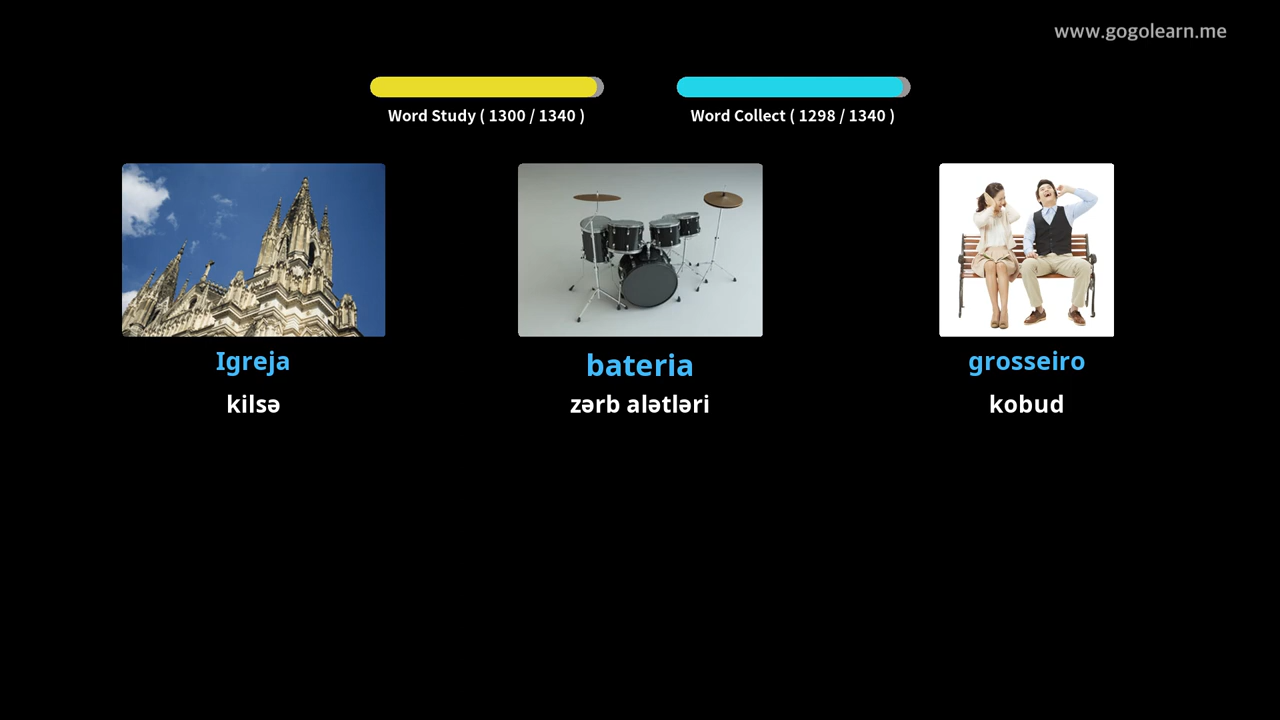 www.gogolearn.me
Word Study ( 1300 / 1340 )
Word Collect ( 1298 / 1340 )
Igreja
bateria
grosseiro
kilsə
zərb alətləri
kobud